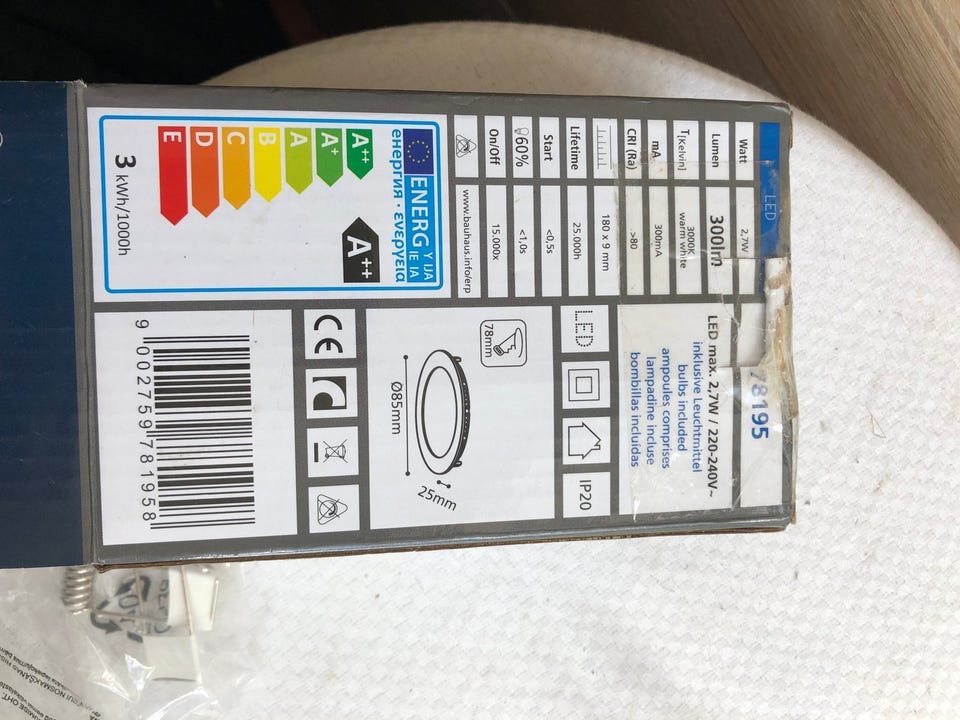 LED
78195
Watt
2,7W
Lumen
300lm
T[Kelvin]
3000K
warm white
mA
300mA
CRI (Ra)
>80
180 x 9 mm
Lifetime
25.000h
Start
<0,5s
60%
<1,0s
On/Off
15.000x
www.bauhaus.info/erp
LED max. 2,7W / 220-240V~
inklusive Leuchtmittel
bulbs included
ampoules comprises
lampadine incluse
bombillas incluidas
LED
IP20
78mm
Ø85mm
25mm
CE
ENERG Y IJA
IE IA
енергия · ενεργεια
A++
A+
A
B
C
D
E
A++
3 kWh/1000h
9 002759 781958